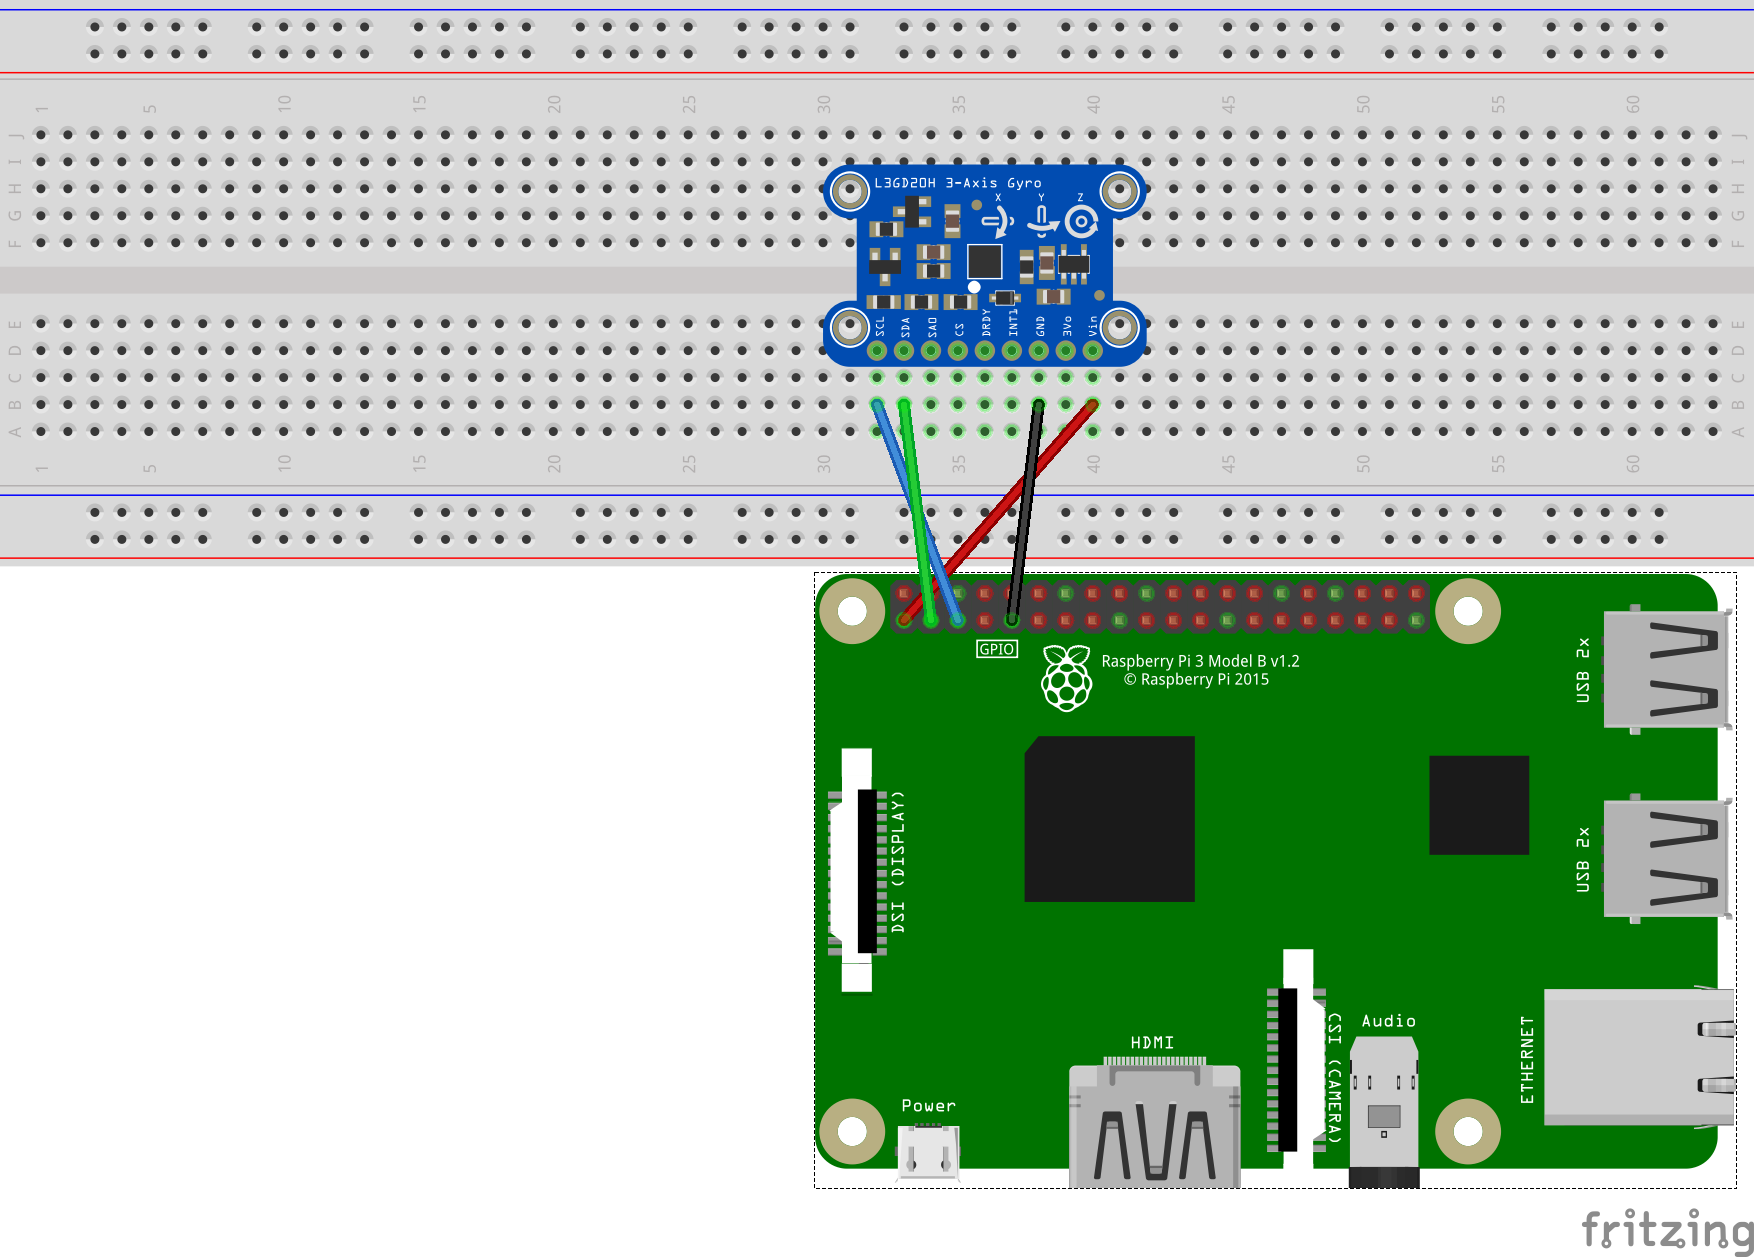 1 5 10 15 20 25 30 35 40 45 50 55 60
J J
I I
H H
G G
F F
L3GD20H 3-Axis Gyro
X Y Z
SCL SDA SA0 CS DRDY INT1 GND 3Vo Vin
E E
D D
C C
B B
A A
1 5 10 15 20 25 30 35 40 45 50 55 60
GPIO
Raspberry Pi 3 Model B v1.2
© Raspberry Pi 2015
USB 2x
DSI (DISPLAY)
USB 2x
HDMI
CSI (CAMERA)
Audio
ETHERNET
Power
fritzing